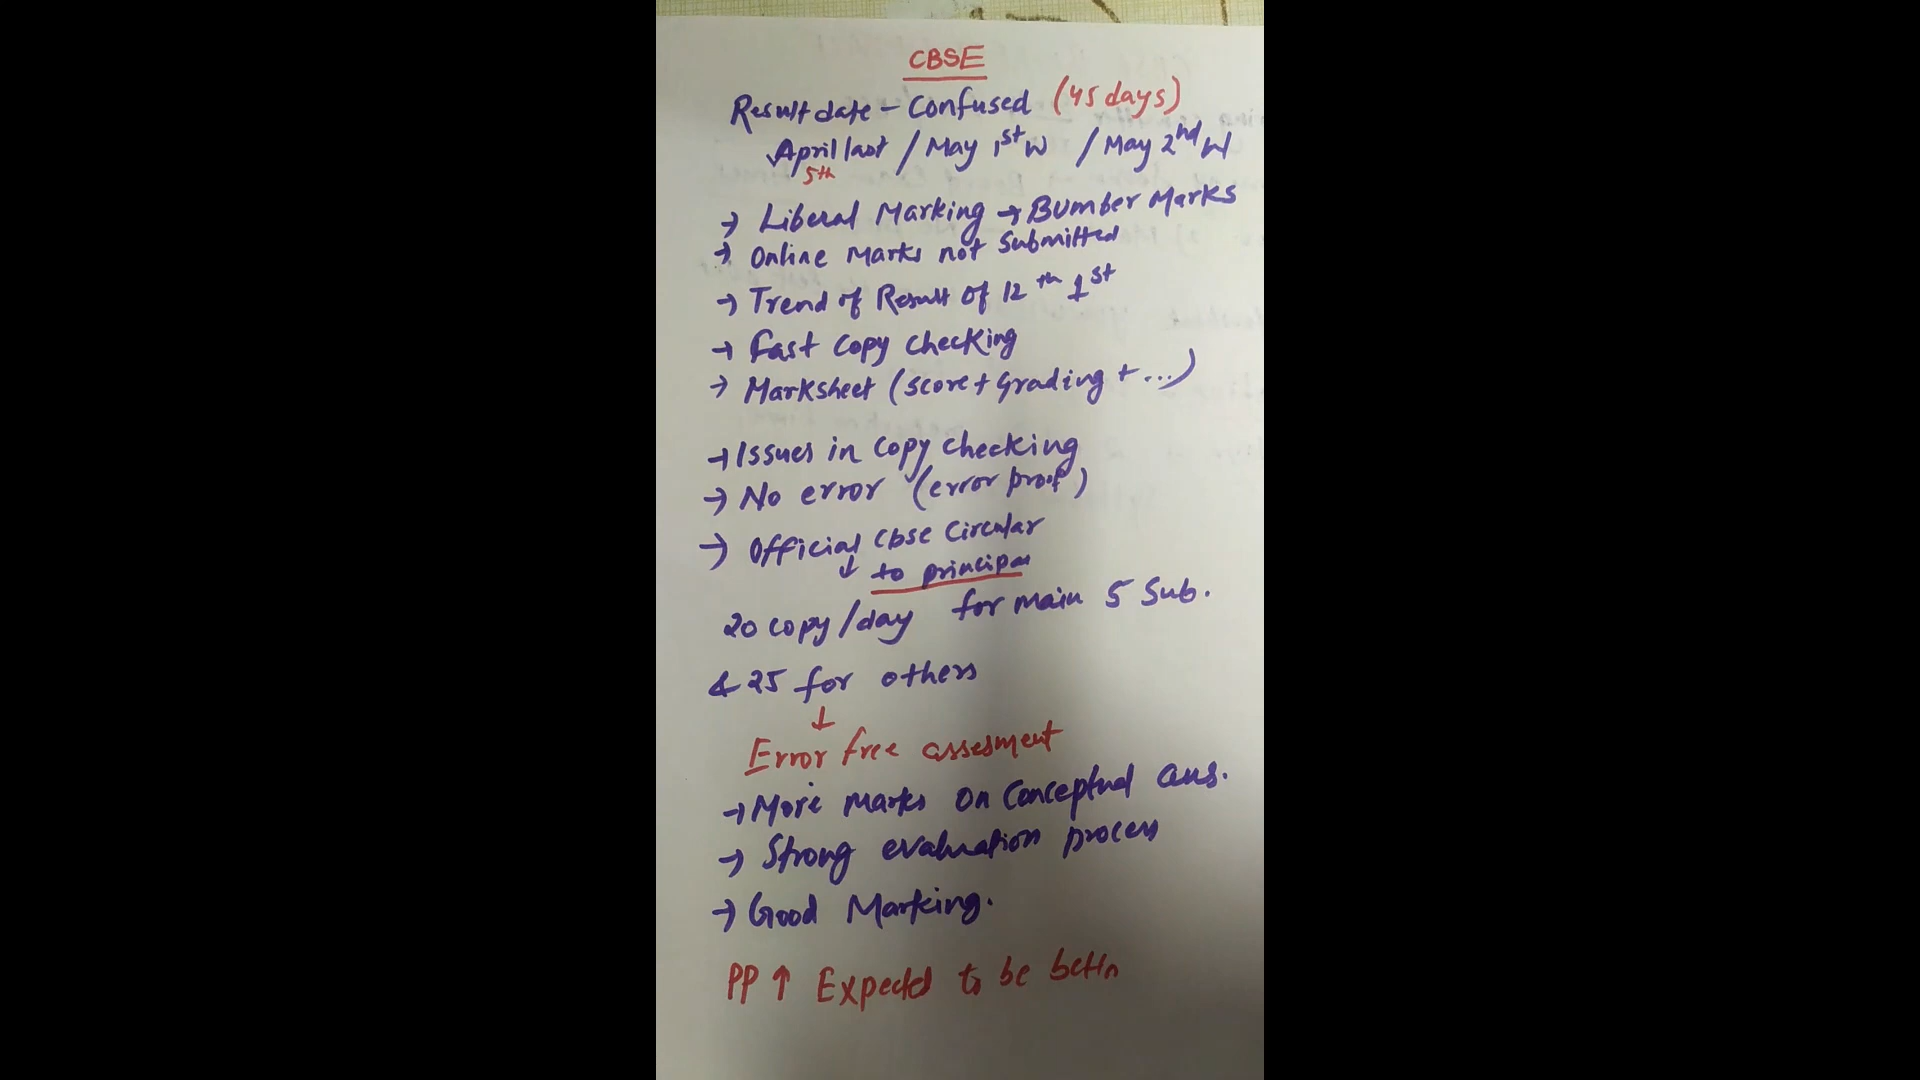 CBSE
Result date - Confused (45 days)
April last / May 1st W / May 2nd W
5th
→ Liberal Marking → Bumber Marks
→ Online Marks not Submitted
→ Trend of Result of 12th 1st
→ Fast Copy Checking
→ Marksheet (Score + Grading + ...)
→ Issues in Copy Checking
→ No error (error proof)
→ Official Cbse Circular
↓ to principal
20 copy/day for main 5 Sub.
& 25 for others
↓
Error free assesment
→ More marks on Conceptual ans.
→ Strong evaluation process
→ Good Marking.
PP ↑ Expected to be better